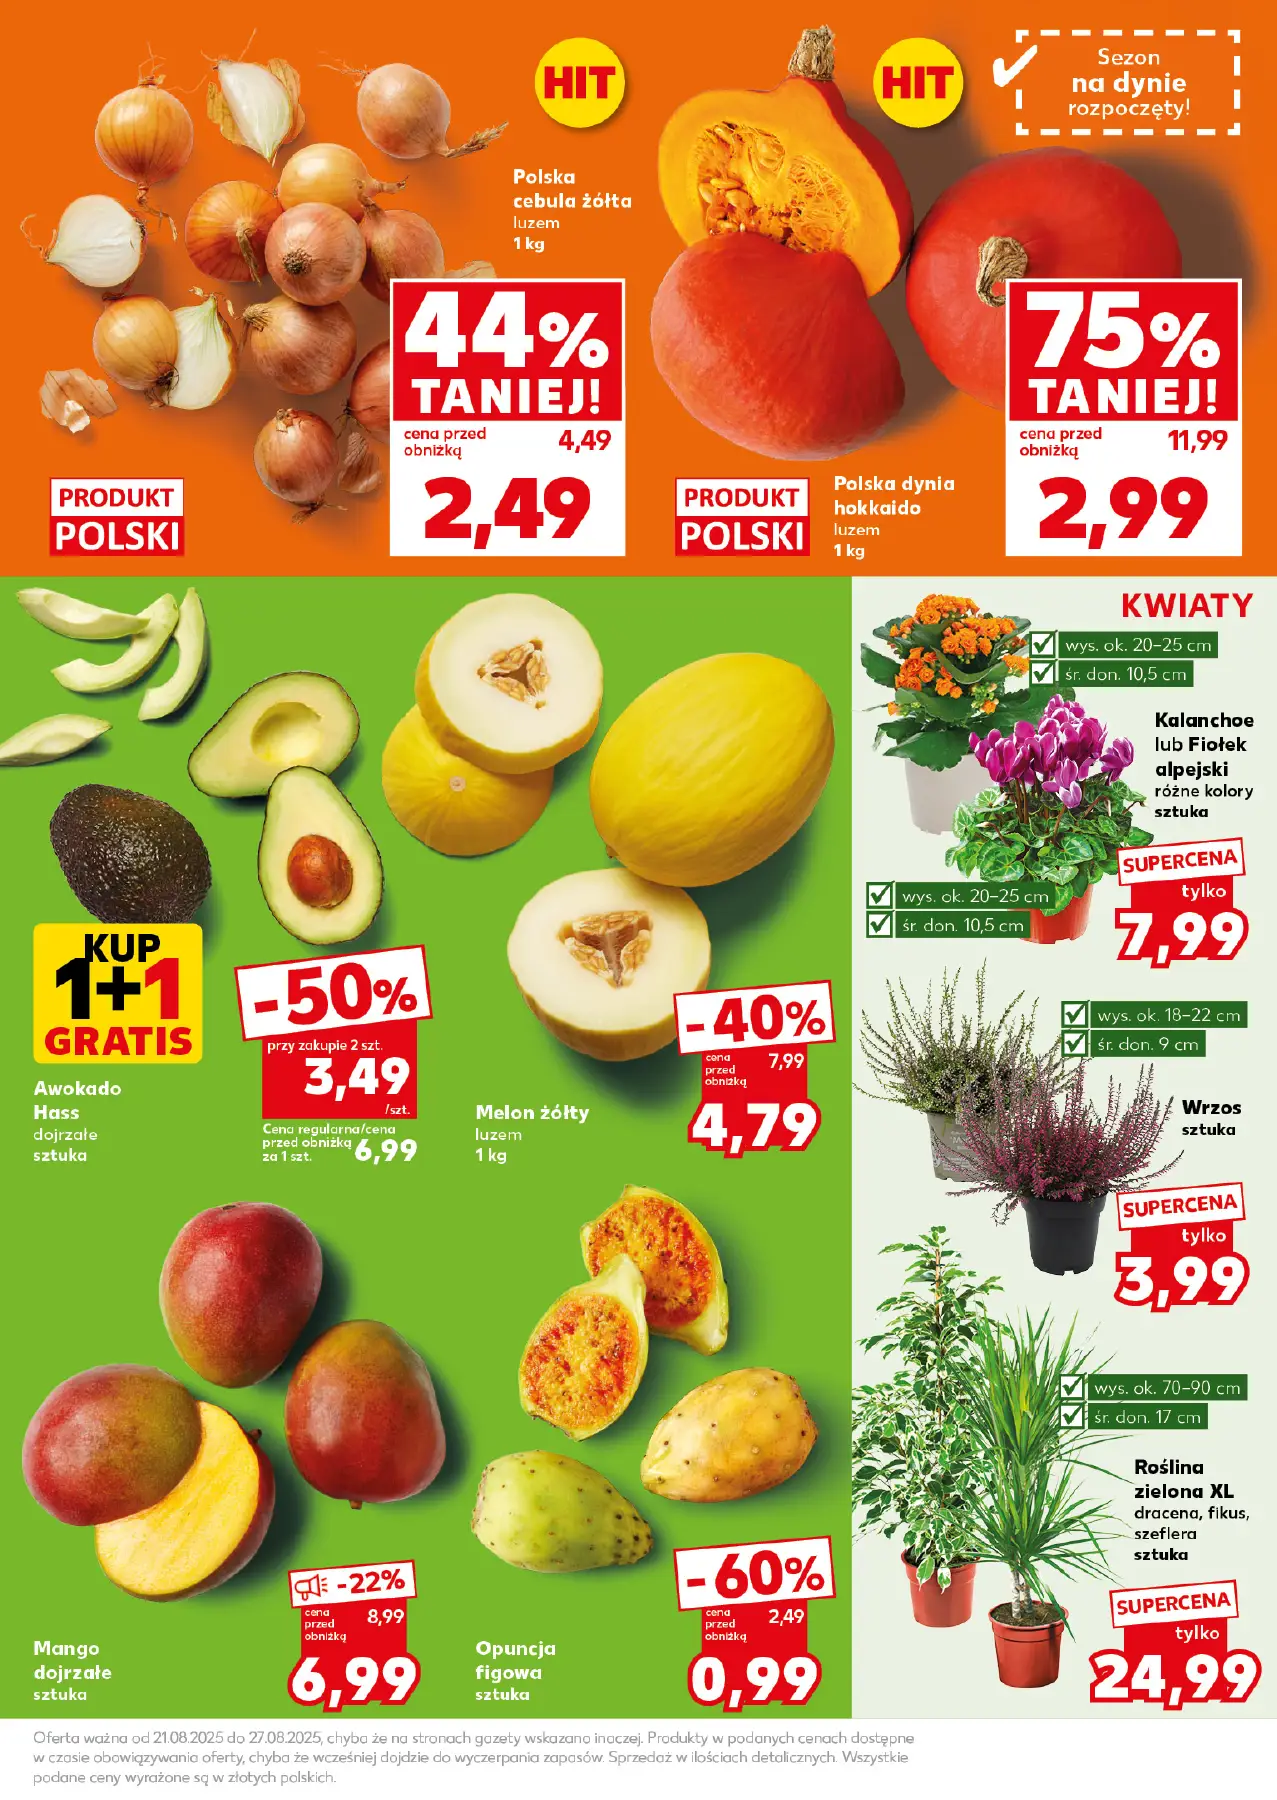 HIT
Polska
cebula żółta
luzem
1 kg
44%
TANIEJ!
cena przed
obniżką
4,49
2,49
PRODUKT
POLSKI
HIT
Sezon
na dynie
rozpoczęty!
75%
TANIEJ!
cena przed
obniżką
11,99
2,99
PRODUKT
POLSKI
Polska dynia
hokkaido
luzem
1 kg
KUP
1+1
GRATIS
Awokado
Hass
dojrzałe
sztuka
-50%
przy zakupie 2 szt.
3,49
/szt.
Cena regularna/cena
przed obniżką
za 1 szt.
6,99
Melon żółty
luzem
1 kg
-40%
cena
przed
obniżką
7,99
4,79
Mango
dojrzałe
sztuka
-22%
cena
przed
obniżką
8,99
6,99
Opuncja
figowa
sztuka
-60%
cena
przed
obniżką
2,49
0,99
KWIATY
wys. ok. 20–25 cm
śr. don. 10,5 cm
Kalanchoe
lub Fiołek
alpejski
różne kolory
sztuka
SUPERCENA
tylko
7,99
wys. ok. 20–25 cm
śr. don. 10,5 cm
wys. ok. 18–22 cm
śr. don. 9 cm
Wrzos
sztuka
SUPERCENA
tylko
3,99
wys. ok. 70–90 cm
śr. don. 17 cm
Roślina
zielona XL
dracena, fikus,
szeflera
sztuka
SUPERCENA
tylko
24,99
Oferta ważna od 21.08.2025 do 27.08.2025, chyba że na stronach gazety wskazano inaczej. Produkty w podanych cenach dostępne
w czasie obowiązywania oferty, chyba że wcześniej dojdzie do wyczerpania zapasów. Sprzedaż w ilościach detalicznych. Wszystkie
podane ceny wyrażone są w złotych polskich.